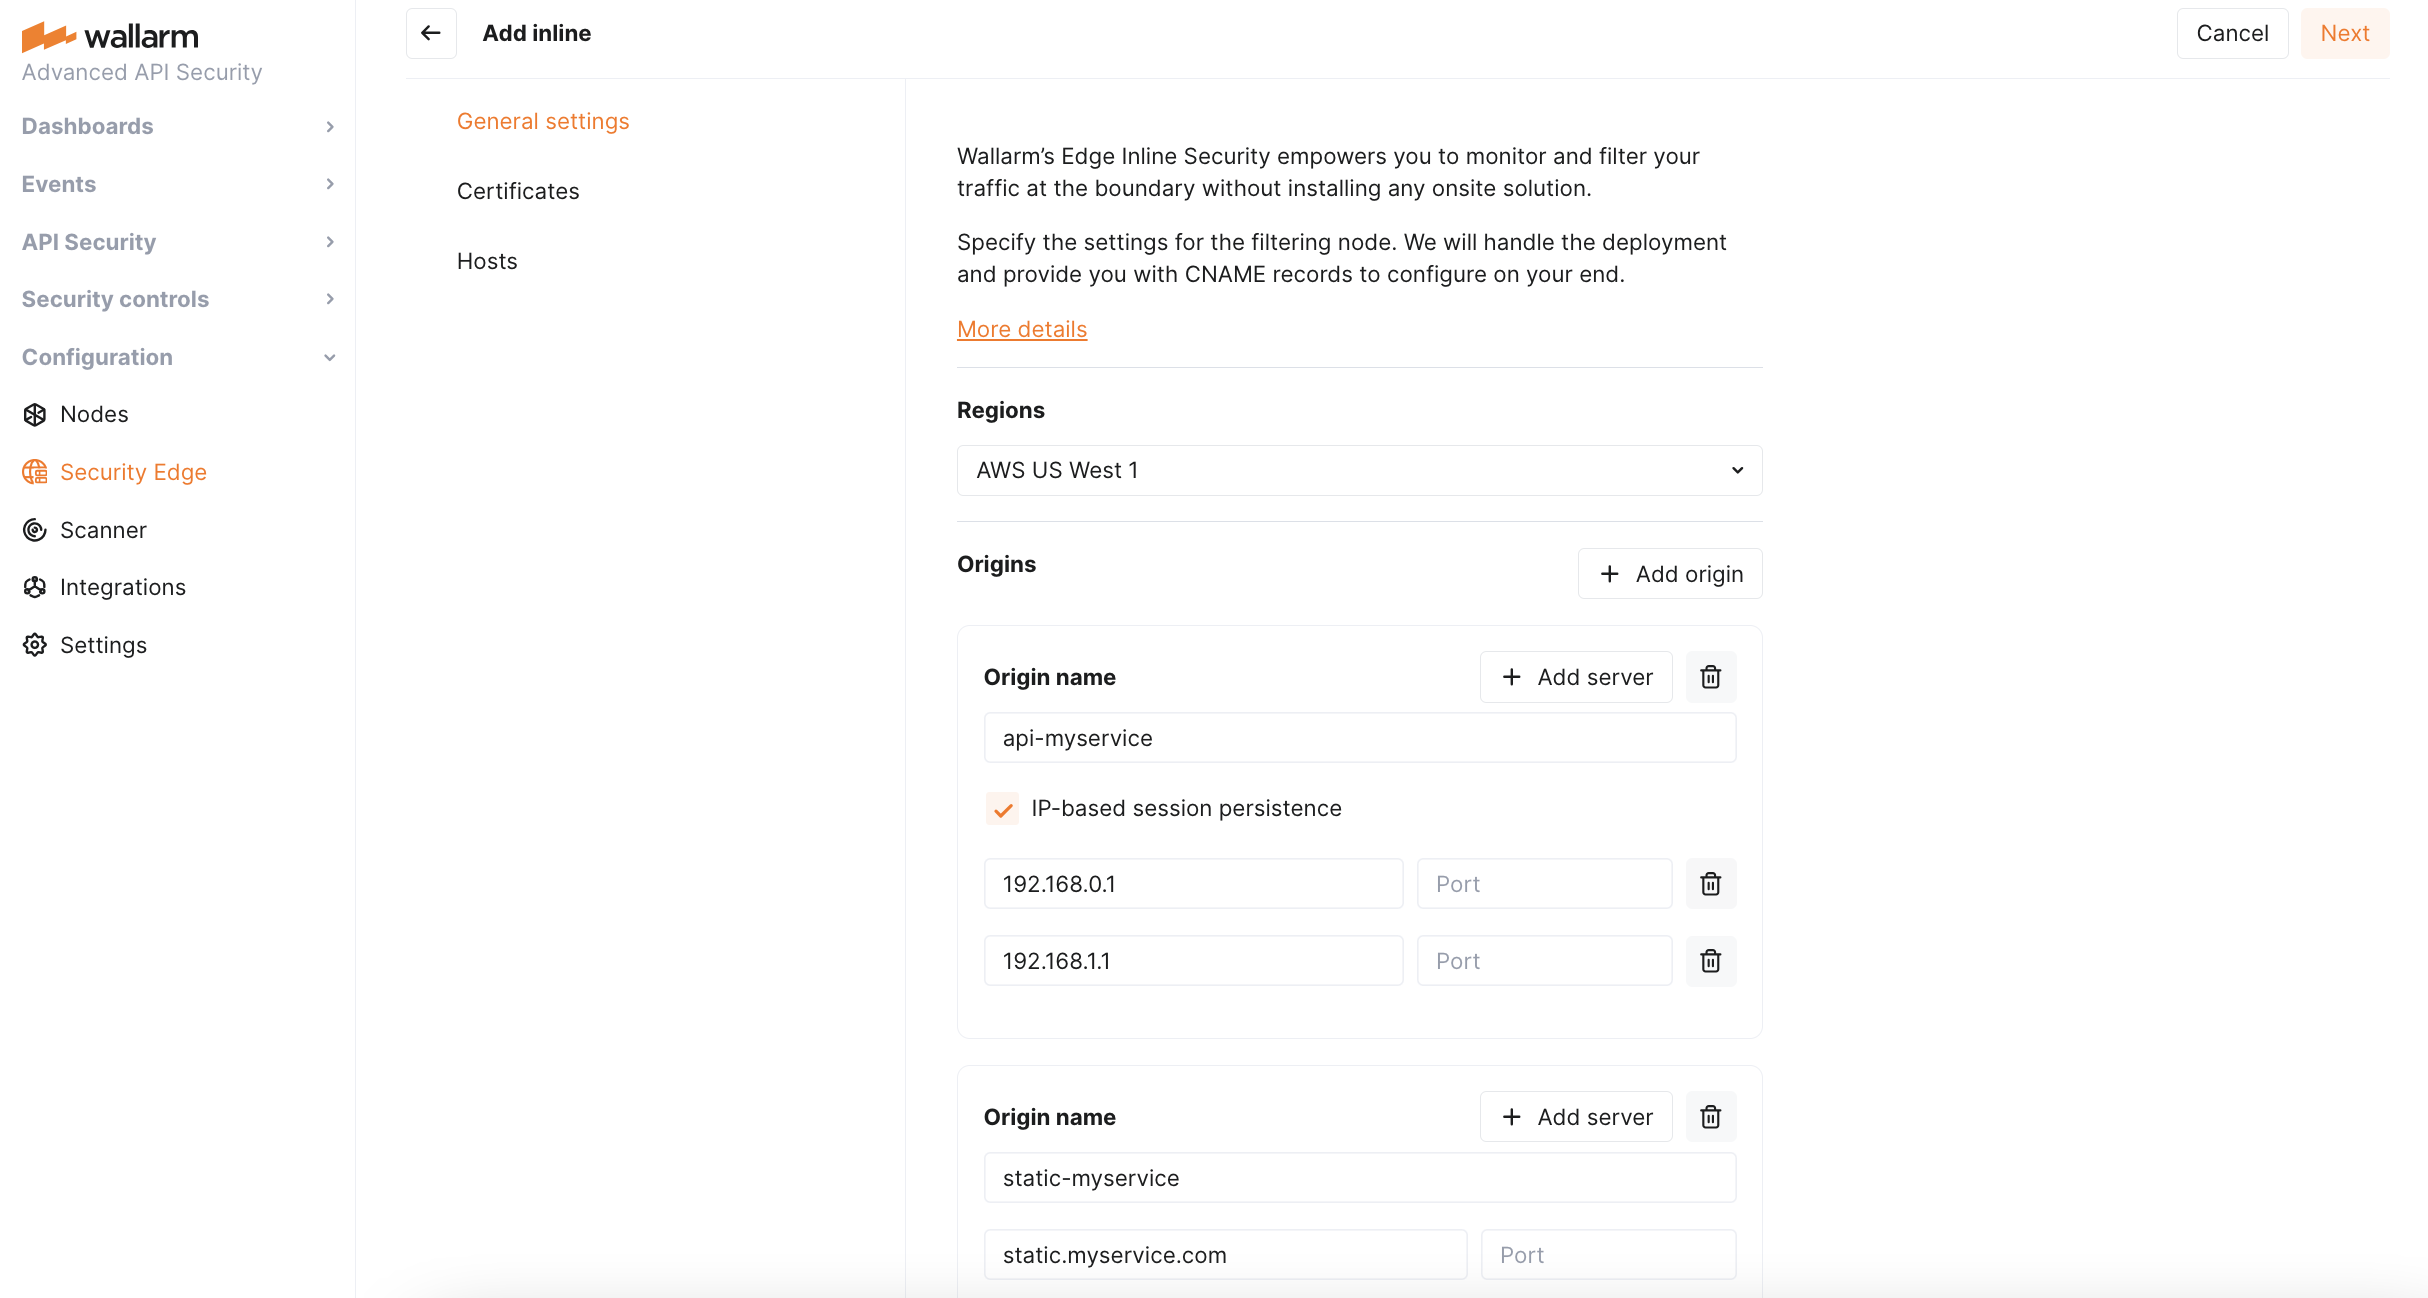 wallarm
Advanced API Security
Dashboards
Events
API Security
Security controls
Configuration
Nodes
Security Edge
Scanner
Integrations
Settings
Add inline
Cancel
Next
General settings
Certificates
Hosts
Wallarm’s Edge Inline Security empowers you to monitor and filter your
traffic at the boundary without installing any onsite solution.
Specify the settings for the filtering node. We will handle the deployment
and provide you with CNAME records to configure on your end.
More details
Regions
AWS US West 1
Origins
Add origin
Origin name
Add server
api-myservice
IP-based session persistence
192.168.0.1
Port
192.168.1.1
Port
Origin name
Add server
static-myservice
static.myservice.com
Port